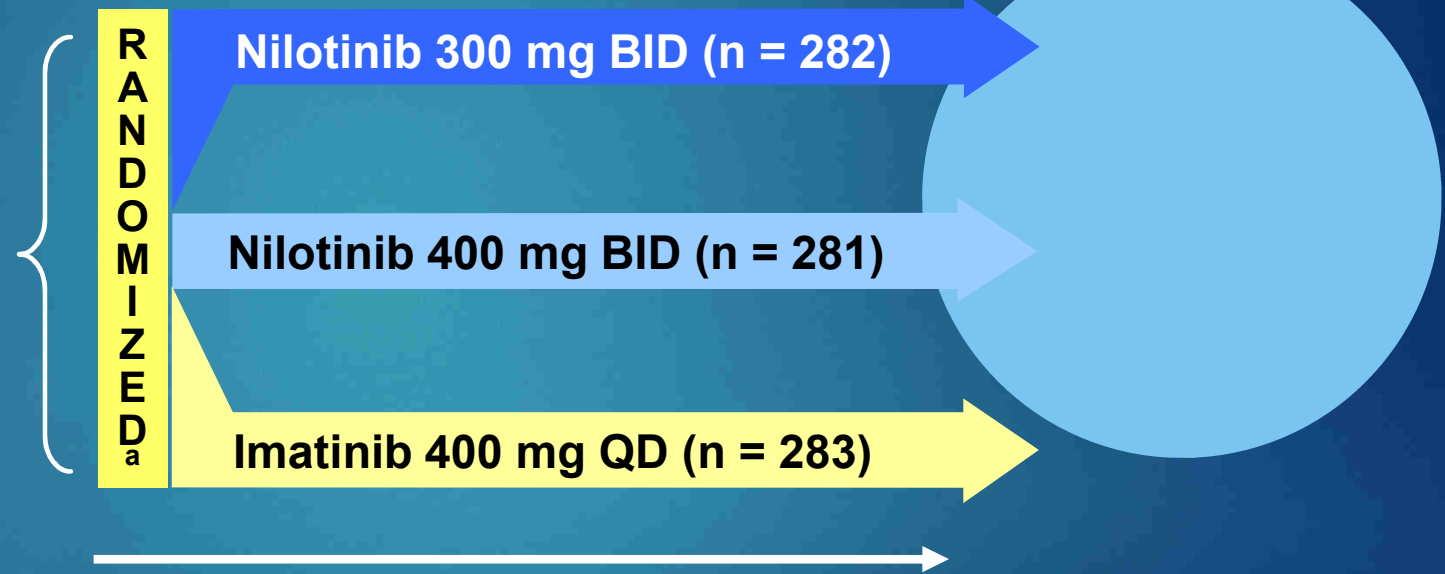 RANDOMIZEDa
Nilotinib 300 mg BID (n = 282)
Nilotinib 400 mg BID (n = 281)
Imatinib 400 mg QD (n = 283)